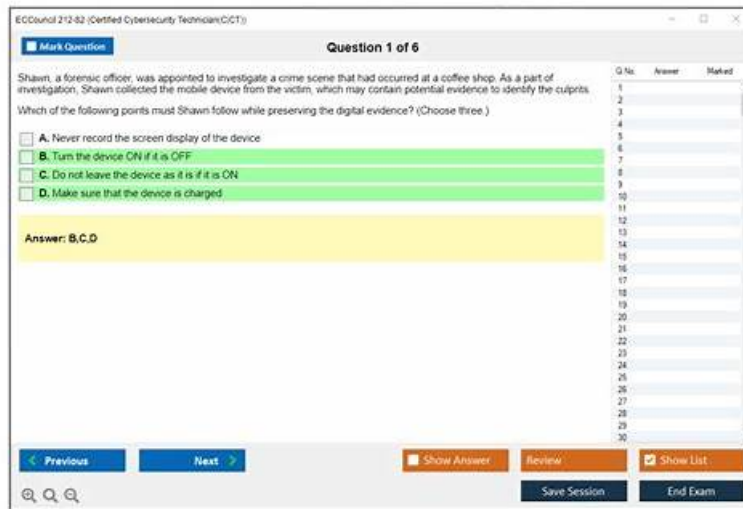 ECCouncil 212-82 (Certified Cybersecurity Technician(C|CT))
Mark Question
Question 1 of 6
Shawn, a forensic officer, was appointed to investigate a crime scene that had occurred at a coffee shop. As a part of
investigation, Shawn collected the mobile device from the victim, which may contain potential evidence to identify the culprits.
Which of the following points must Shawn follow while preserving the digital evidence? (Choose three.)
A. Never record the screen display of the device
B. Turn the device ON if it is OFF
C. Do not leave the device as it is if it is ON
D. Make sure that the device is charged
Answer: B,C,D
Q.No. Answer Marked
1
2
3
4
5
6
7
8
9
10
11
12
13
14
15
16
17
18
19
20
21
22
23
24
25
26
27
28
29
30
Previous
Next
Show Answer
Review
Show List
Save Session
End Exam